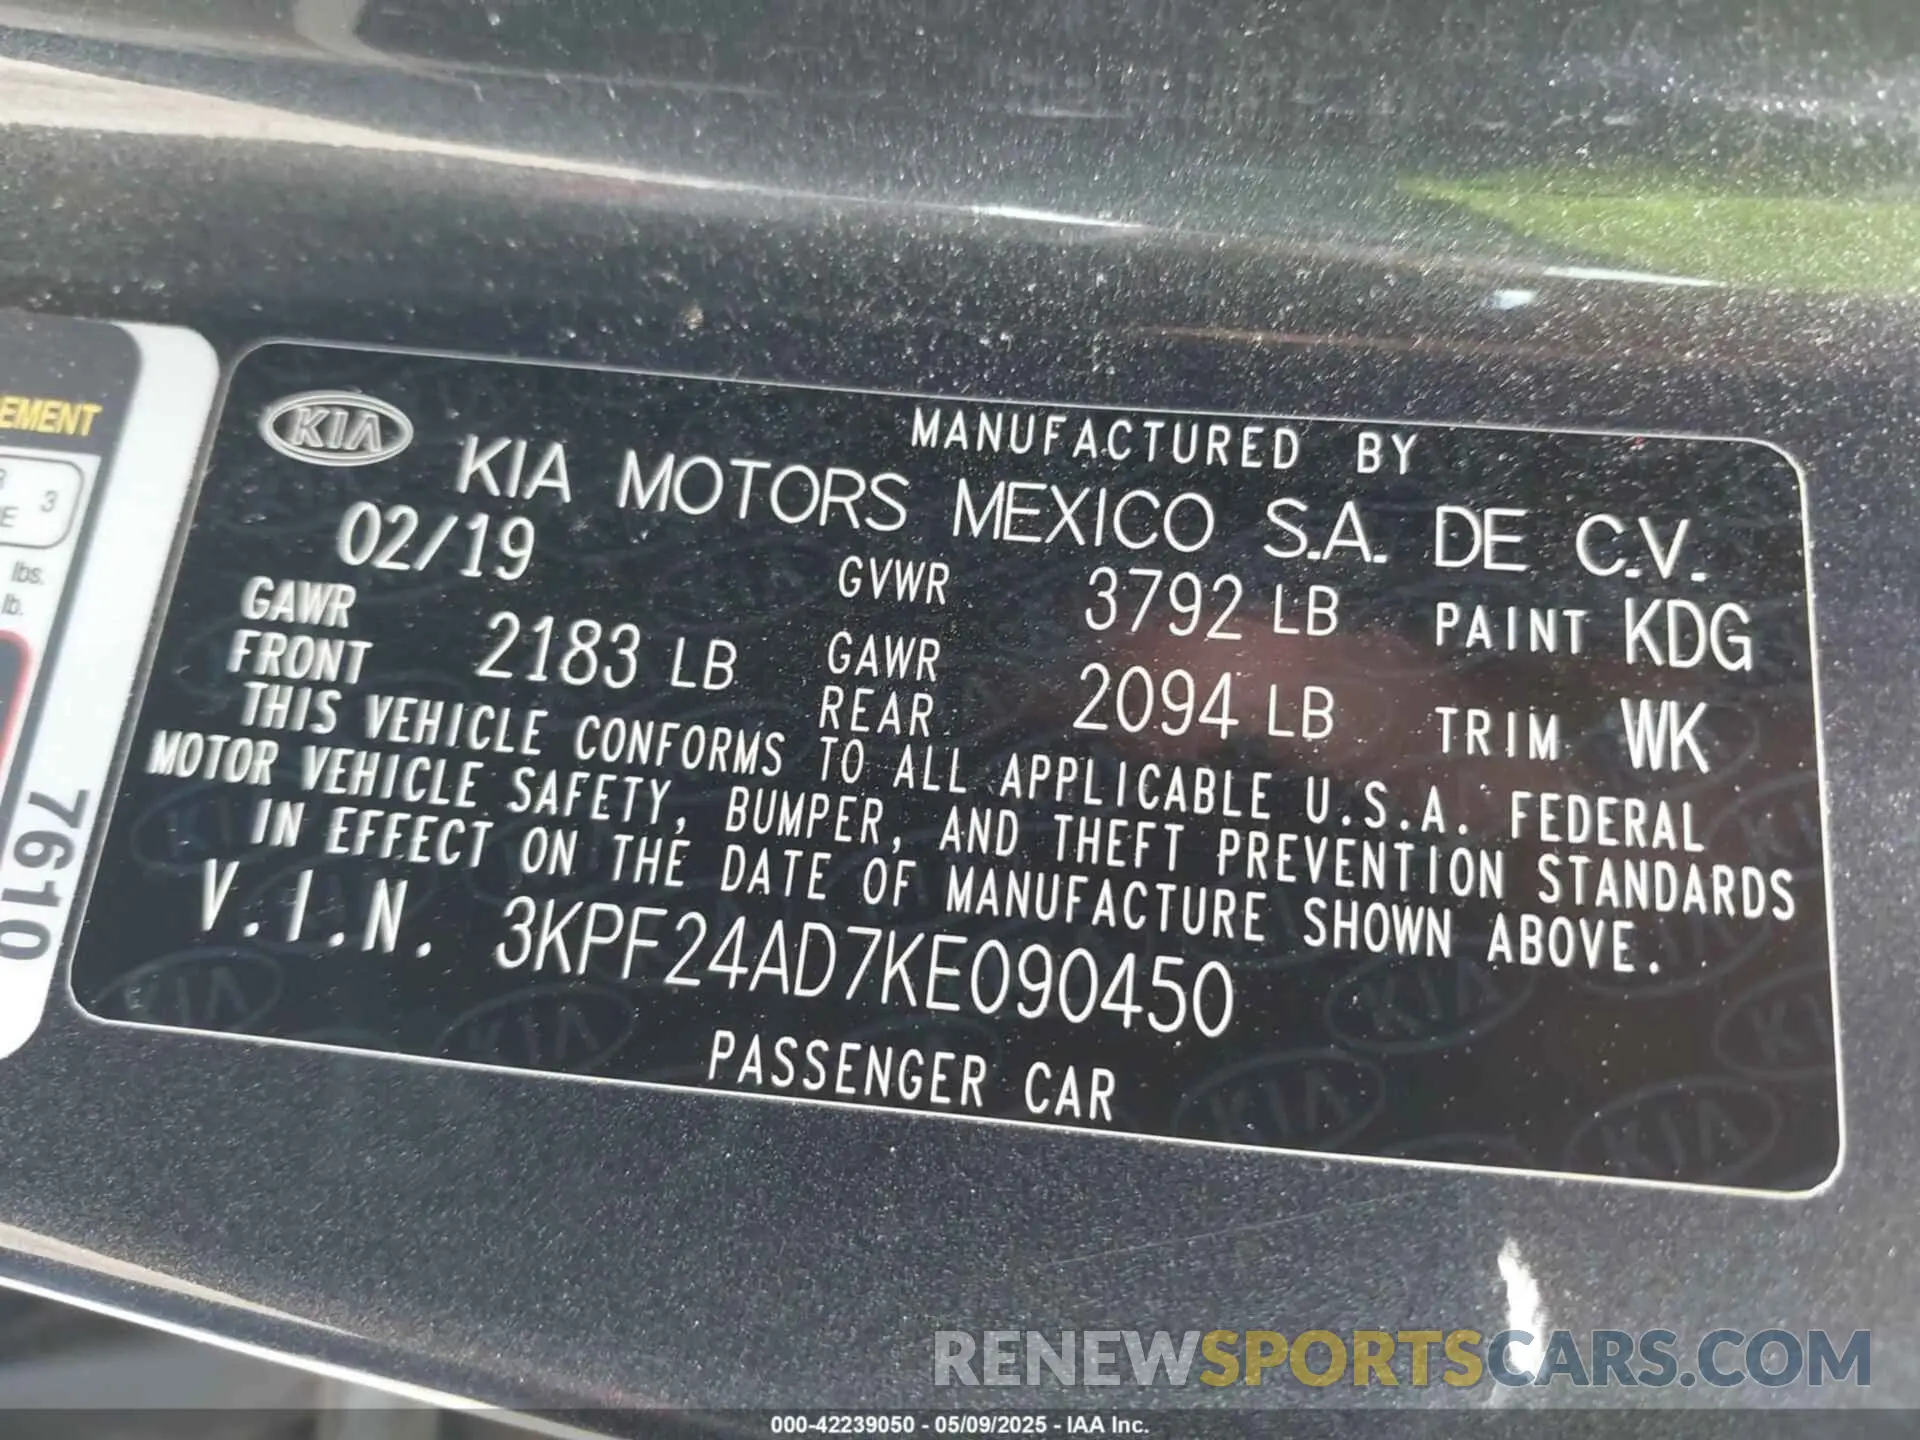 KIA
MANUFACTURED BY
KIA MOTORS MEXICO S.A. DE C.V.
02/19 GVWR 3792 LB PAINT KDG
GAWR FRONT 2183 LB GAWR REAR 2094 LB TRIM WK
THIS VEHICLE CONFORMS TO ALL APPLICABLE U.S.A. FEDERAL
MOTOR VEHICLE SAFETY, BUMPER, AND THEFT PREVENTION STANDARDS
IN EFFECT ON THE DATE OF MANUFACTURE SHOWN ABOVE.
V.I.N. 3KPF24AD7KE090450
PASSENGER CAR
3
lbs.
lb.
7610
RENEWSPORTSCARS.COM
000-42239050 - 05/09/2025 - IAA Inc.